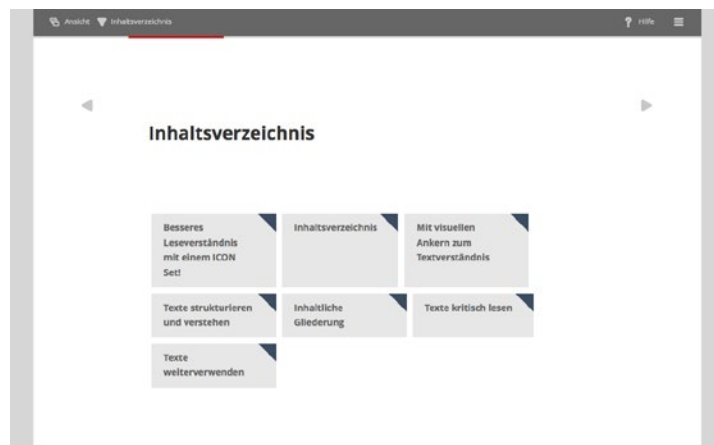 Ansicht Inhaltsverzeichnis Hilfe
Inhaltsverzeichnis
Besseres
Leseverständnis
mit einem ICON
Set!
Inhaltsverzeichnis
Mit visuellen
Ankern zum
Textverständnis
Texte strukturieren
und verstehen
Inhaltliche
Gliederung
Texte kritisch lesen
Texte
weiterverwenden